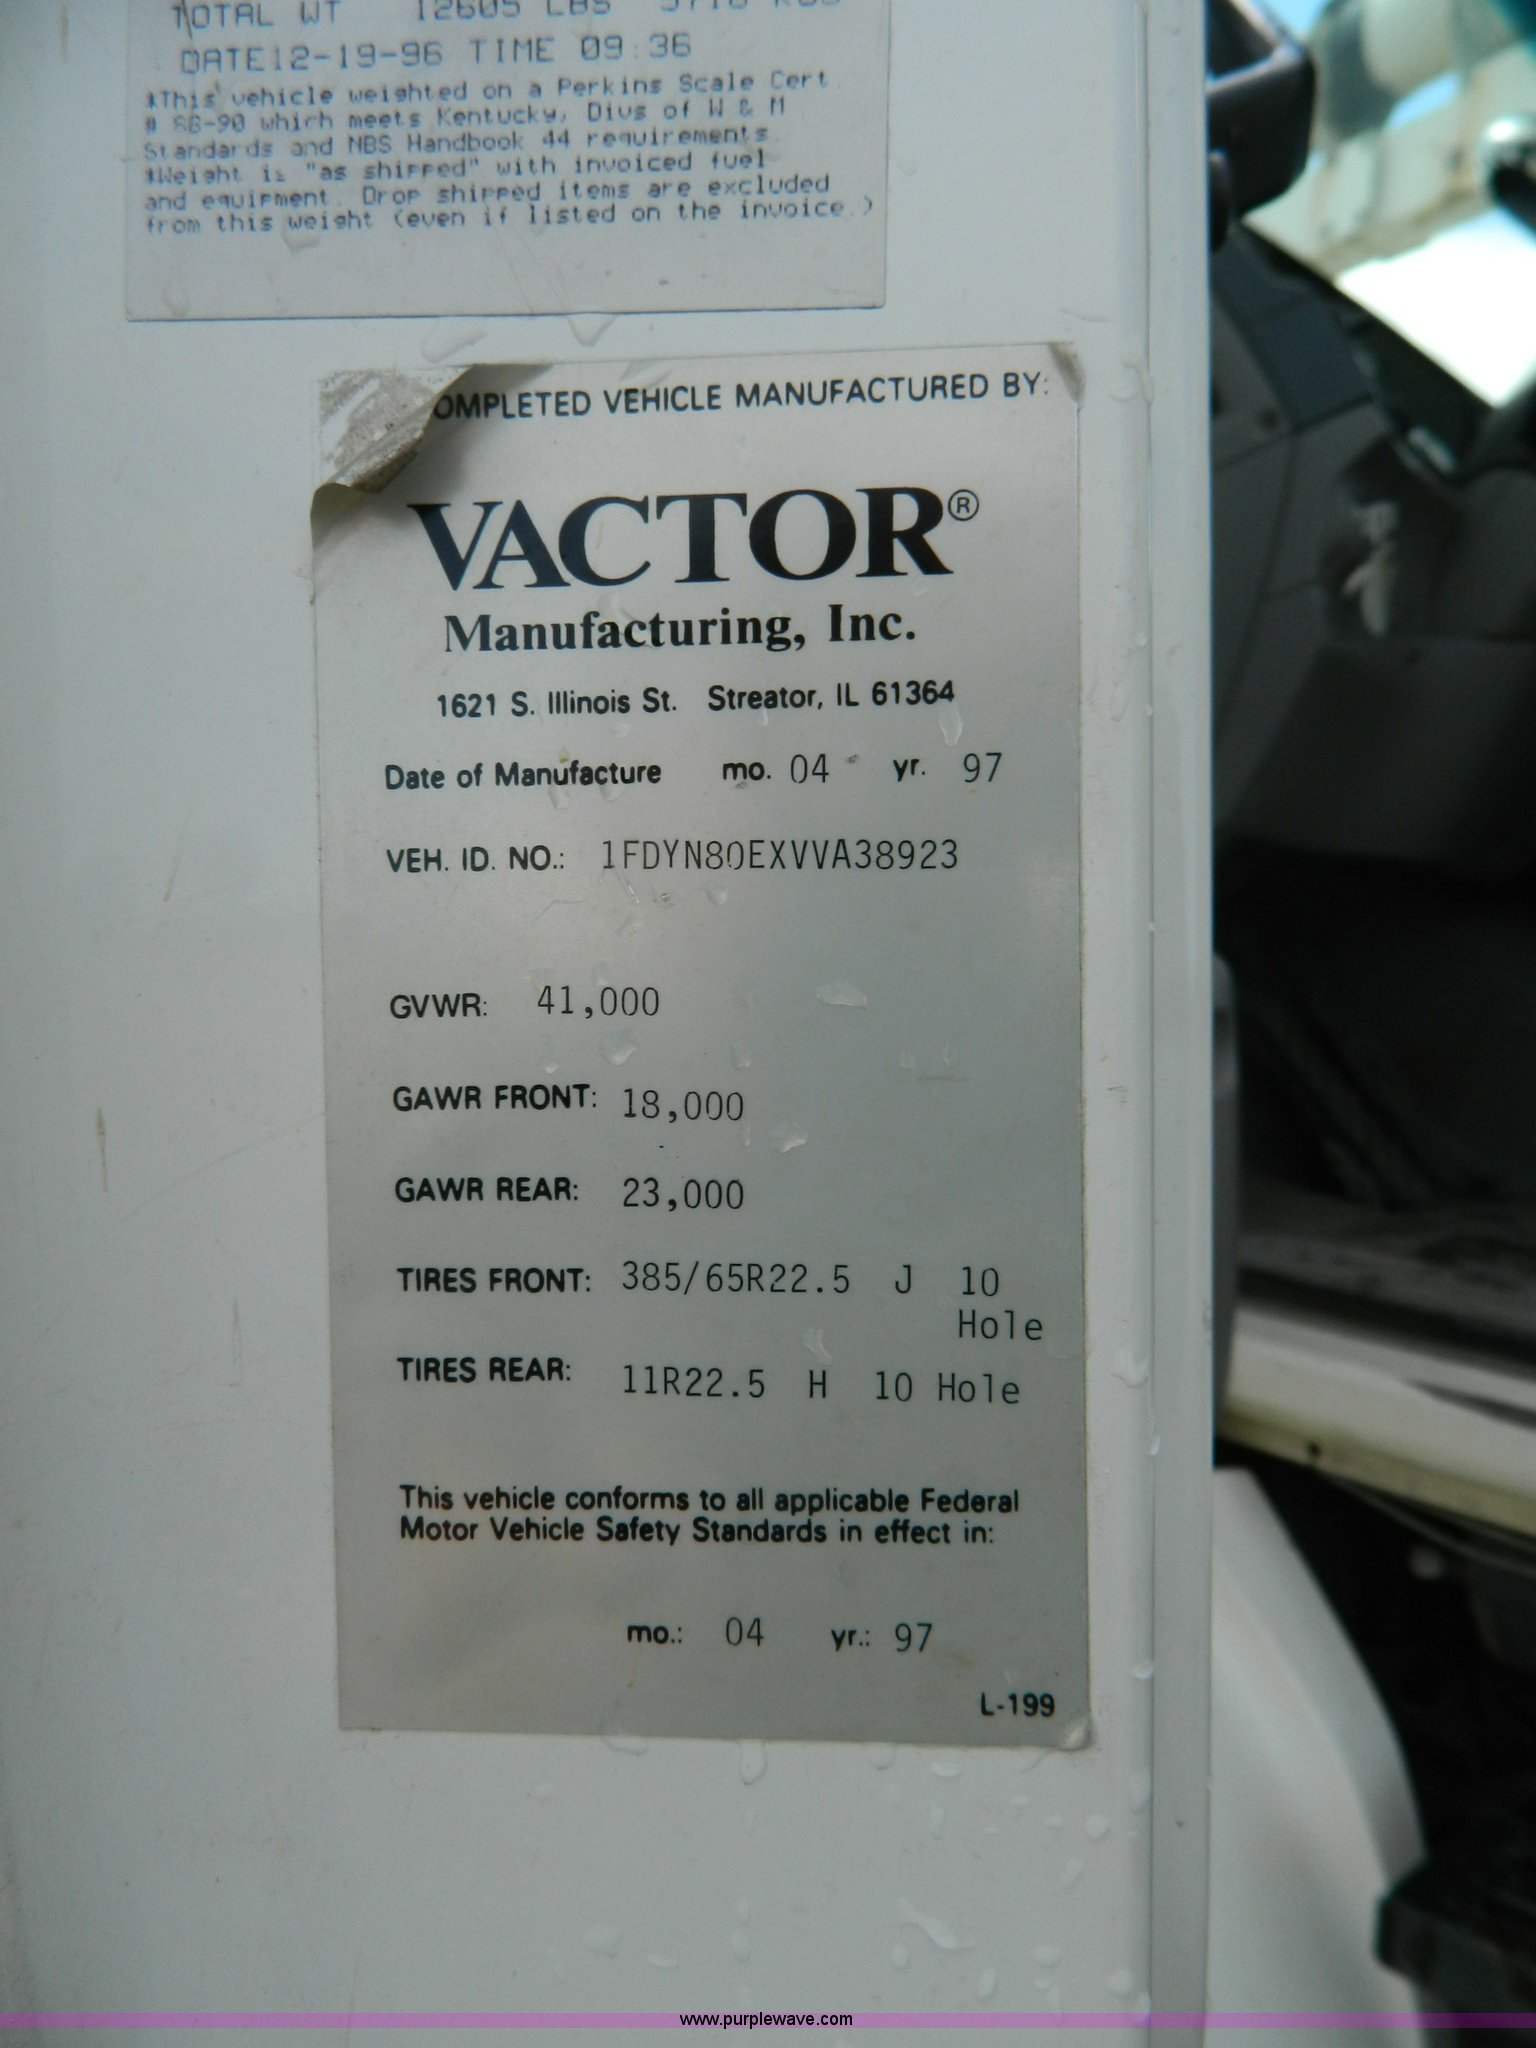 TOTAL WT 12605 LBS
DATE12-19-96 TIME 09:36
*This vehicle weighted on a Perkins Scale Cert.
# 86-90 which meets Kentucky, Divs of W & M
Standards and NBS Handbook 44 requirements.
*Weight is "as shipped" with invoiced fuel
and equipment. Drop shipped items are excluded
from this weight (even if listed on the invoice.)
OMPLETED VEHICLE MANUFACTURED BY:
VACTOR®
Manufacturing, Inc.
1621 S. Illinois St. Streator, IL 61364
Date of Manufacture mo. 04 yr. 97
VEH. ID. NO.: 1FDYN80EXVVA38923
GVWR: 41,000
GAWR FRONT: 18,000
GAWR REAR: 23,000
TIRES FRONT: 385/65R22.5 J 10
Hole
TIRES REAR: 11R22.5 H 10 Hole
This vehicle conforms to all applicable Federal
Motor Vehicle Safety Standards in effect in:
mo.: 04 yr.: 97
L-199
www.purplewave.com